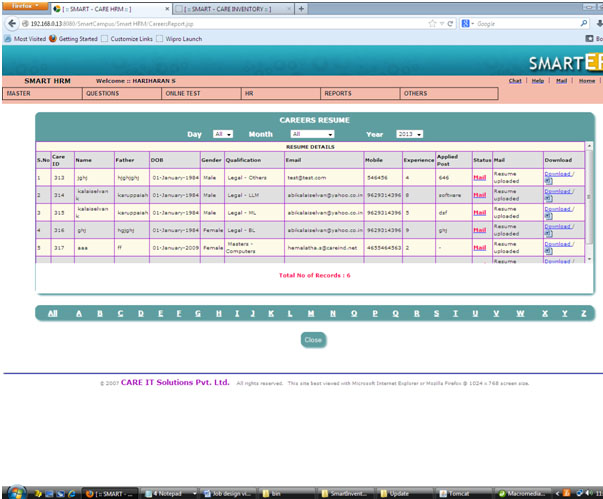 Firefox
[ :: SMART - CARE HRM :: ]
[ :: SMART - CARE INVENTORY :: ]
192.168.0.13:8080/SmartCampus/Smart HRM/CareersReport.jsp
Google
Most Visited Getting Started Customize Links Wipro Launch
SMART
SMART HRM Welcome :: HARIHARAN S Chat | Help | Mail | Home |
MASTER QUESTIONS ONLINE TEST HR REPORTS OTHERS
CAREERS RESUME
Day All Month All Year 2013
RESUME DETAILS
S.No Care ID Name Father DOB Gender Qualification Email Mobile Experience Applied Post Status Mail Download
1 313 jghj hjghjghj 01-January-1984 Male Legal - Others test@test.com 546456 4 646 Mail Resume uploaded Download /
2 314 kalaiselvan k karuppaiah 01-January-1984 Male Legal - LLM abikalaiselvan@yahoo.co.in 9629314396 8 software Mail Resume uploaded Download /
3 315 kalaiselvan k karuppaiah 01-January-1984 Male Legal - ML abikalaiselvan@yahoo.co.in 9629314396 5 dsf Mail Resume uploaded Download /
4 316 ghj hgjghj 01-January-1984 Female Legal - BL abikalaiselvan@yahoo.co.in 9629314396 9 ghj Mail Resume uploaded Download /
5 317 aaa ff 01-January-2009 Female Masters - Computers hemalatha.s@careind.net 4655464563 2 - Mail Resume uploaded Download /
Resume Download /
Total No of Records : 6
All A B C D E F G H I J K L M N O P Q R S T U V W X Y Z
Close
© 2007 CARE IT Solutions Pvt. Ltd. All rights reserved. This site best viewed with Microsoft Internet Explorer or Mozilla Firefox @ 1024 x 768 screen size.
[ :: SMART - ... 4 Notepad Job design vi... bin SmartInvent... Update Tomcat Macromedia... 11